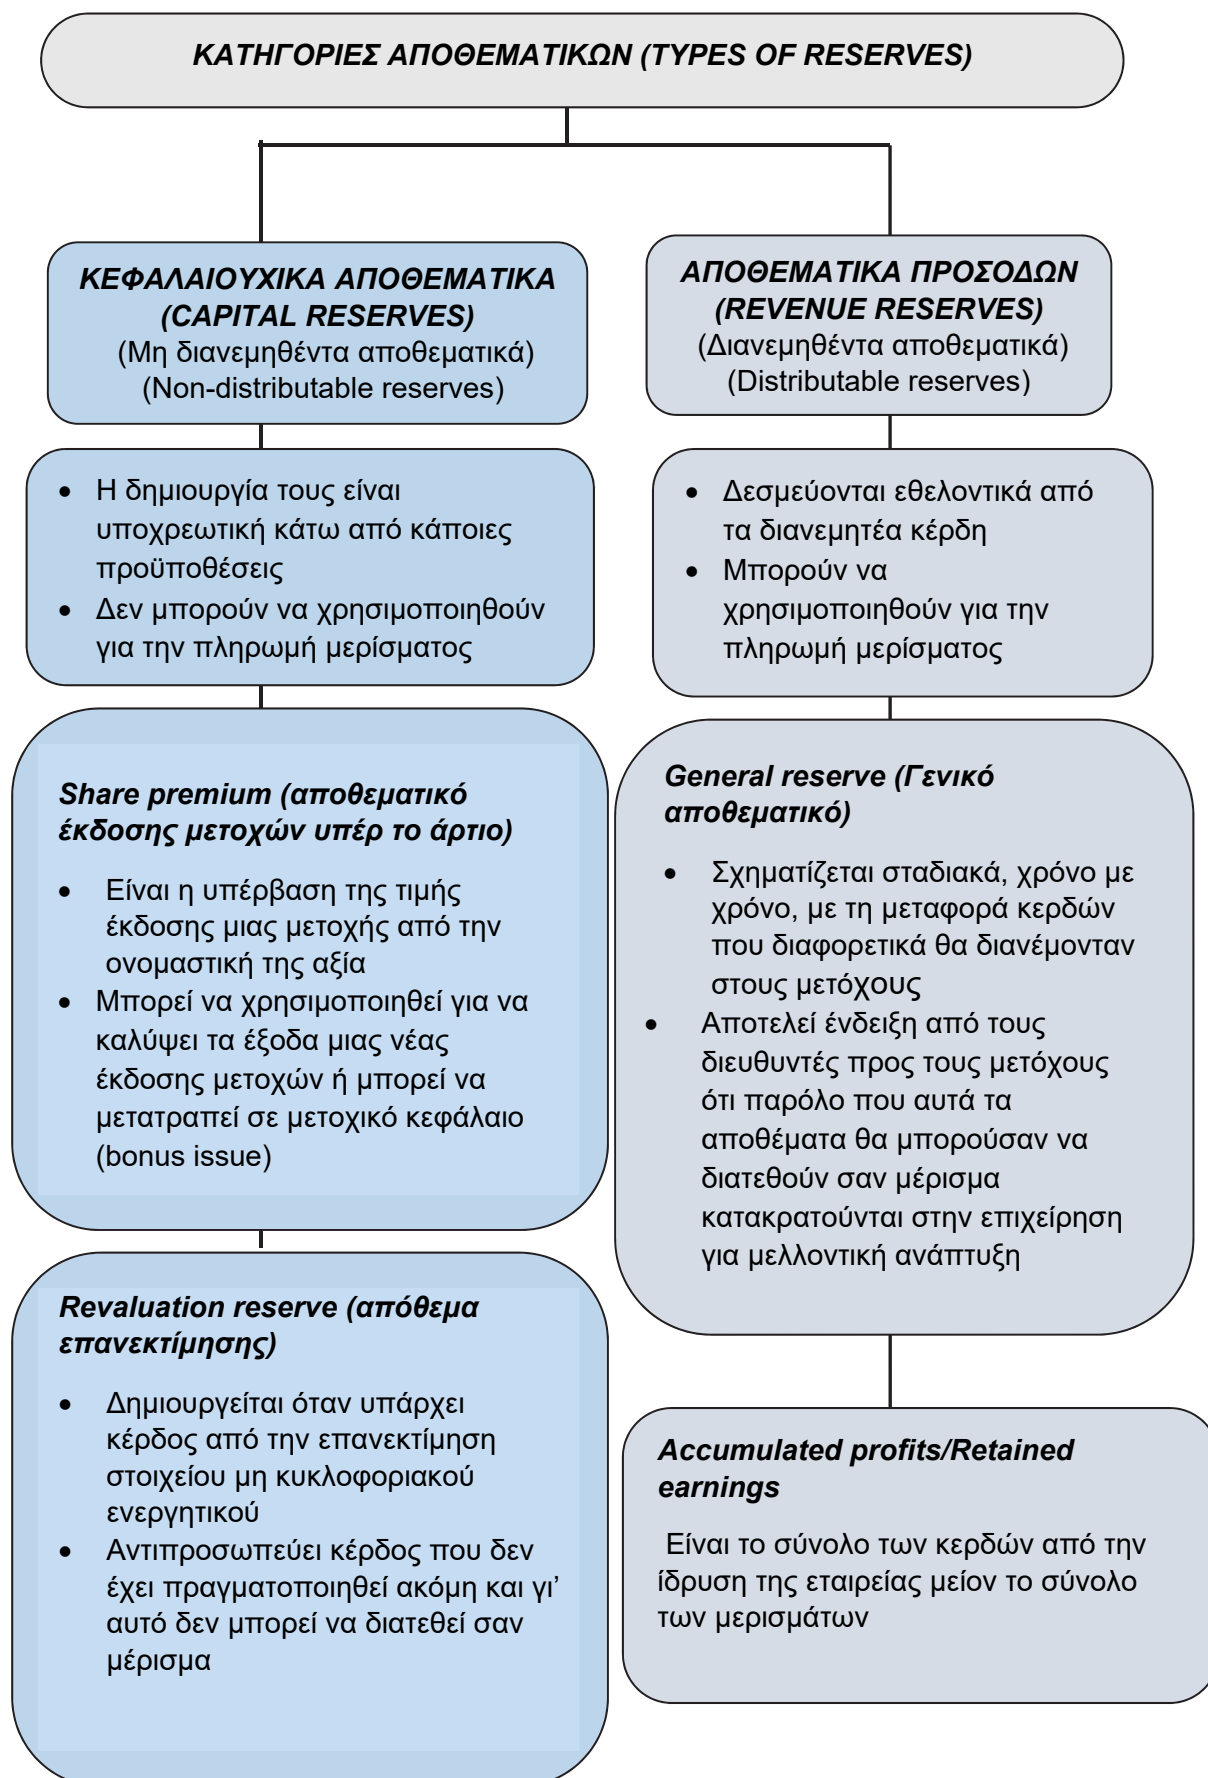 ΚΑΤΗΓΟΡΙΕΣ ΑΠΟΘΕΜΑΤΙΚΩΝ (TYPES OF RESERVES)
ΚΕΦΑΛΑΙΟΥΧΙΚΑ ΑΠΟΘΕΜΑΤΙΚΑ
(CAPITAL RESERVES)
(Μη διανεμηθέντα αποθεματικά)
(Non-distributable reserves)
• Η δημιουργία τους είναι
υποχρεωτική κάτω από κάποιες
προϋποθέσεις
• Δεν μπορούν να χρησιμοποιηθούν
για την πληρωμή μερίσματος
Share premium (αποθεματικό
έκδοσης μετοχών υπέρ το άρτιο)
• Είναι η υπέρβαση της τιμής
έκδοσης μιας μετοχής από την
ονομαστική της αξία
• Μπορεί να χρησιμοποιηθεί για να
καλύψει τα έξοδα μιας νέας
έκδοσης μετοχών ή μπορεί να
μετατραπεί σε μετοχικό κεφάλαιο
(bonus issue)
Revaluation reserve (απόθεμα
επανεκτίμησης)
• Δημιουργείται όταν υπάρχει
κέρδος από την επανεκτίμηση
στοιχείου μη κυκλοφοριακού
ενεργητικού
• Αντιπροσωπεύει κέρδος που δεν
έχει πραγματοποιηθεί ακόμη και γι’
αυτό δεν μπορεί να διατεθεί σαν
μέρισμα
ΑΠΟΘΕΜΑΤΙΚΑ ΠΡΟΣΟΔΩΝ
(REVENUE RESERVES)
(Διανεμηθέντα αποθεματικά)
(Distributable reserves)
• Δεσμεύονται εθελοντικά από
τα διανεμητέα κέρδη
• Μπορούν να
χρησιμοποιηθούν για την
πληρωμή μερίσματος
General reserve (Γενικό
αποθεματικό)
• Σχηματίζεται σταδιακά, χρόνο με
χρόνο, με τη μεταφορά κερδών
που διαφορετικά θα διανέμονταν
στους μετόχους
• Αποτελεί ένδειξη από τους
διευθυντές προς τους μετόχους
ότι παρόλο που αυτά τα
αποθέματα θα μπορούσαν να
διατεθούν σαν μέρισμα
κατακρατούνται στην επιχείρηση
για μελλοντική ανάπτυξη
Accumulated profits/Retained
earnings
Είναι το σύνολο των κερδών από την
ίδρυση της εταιρείας μείον το σύνολο
των μερισμάτων